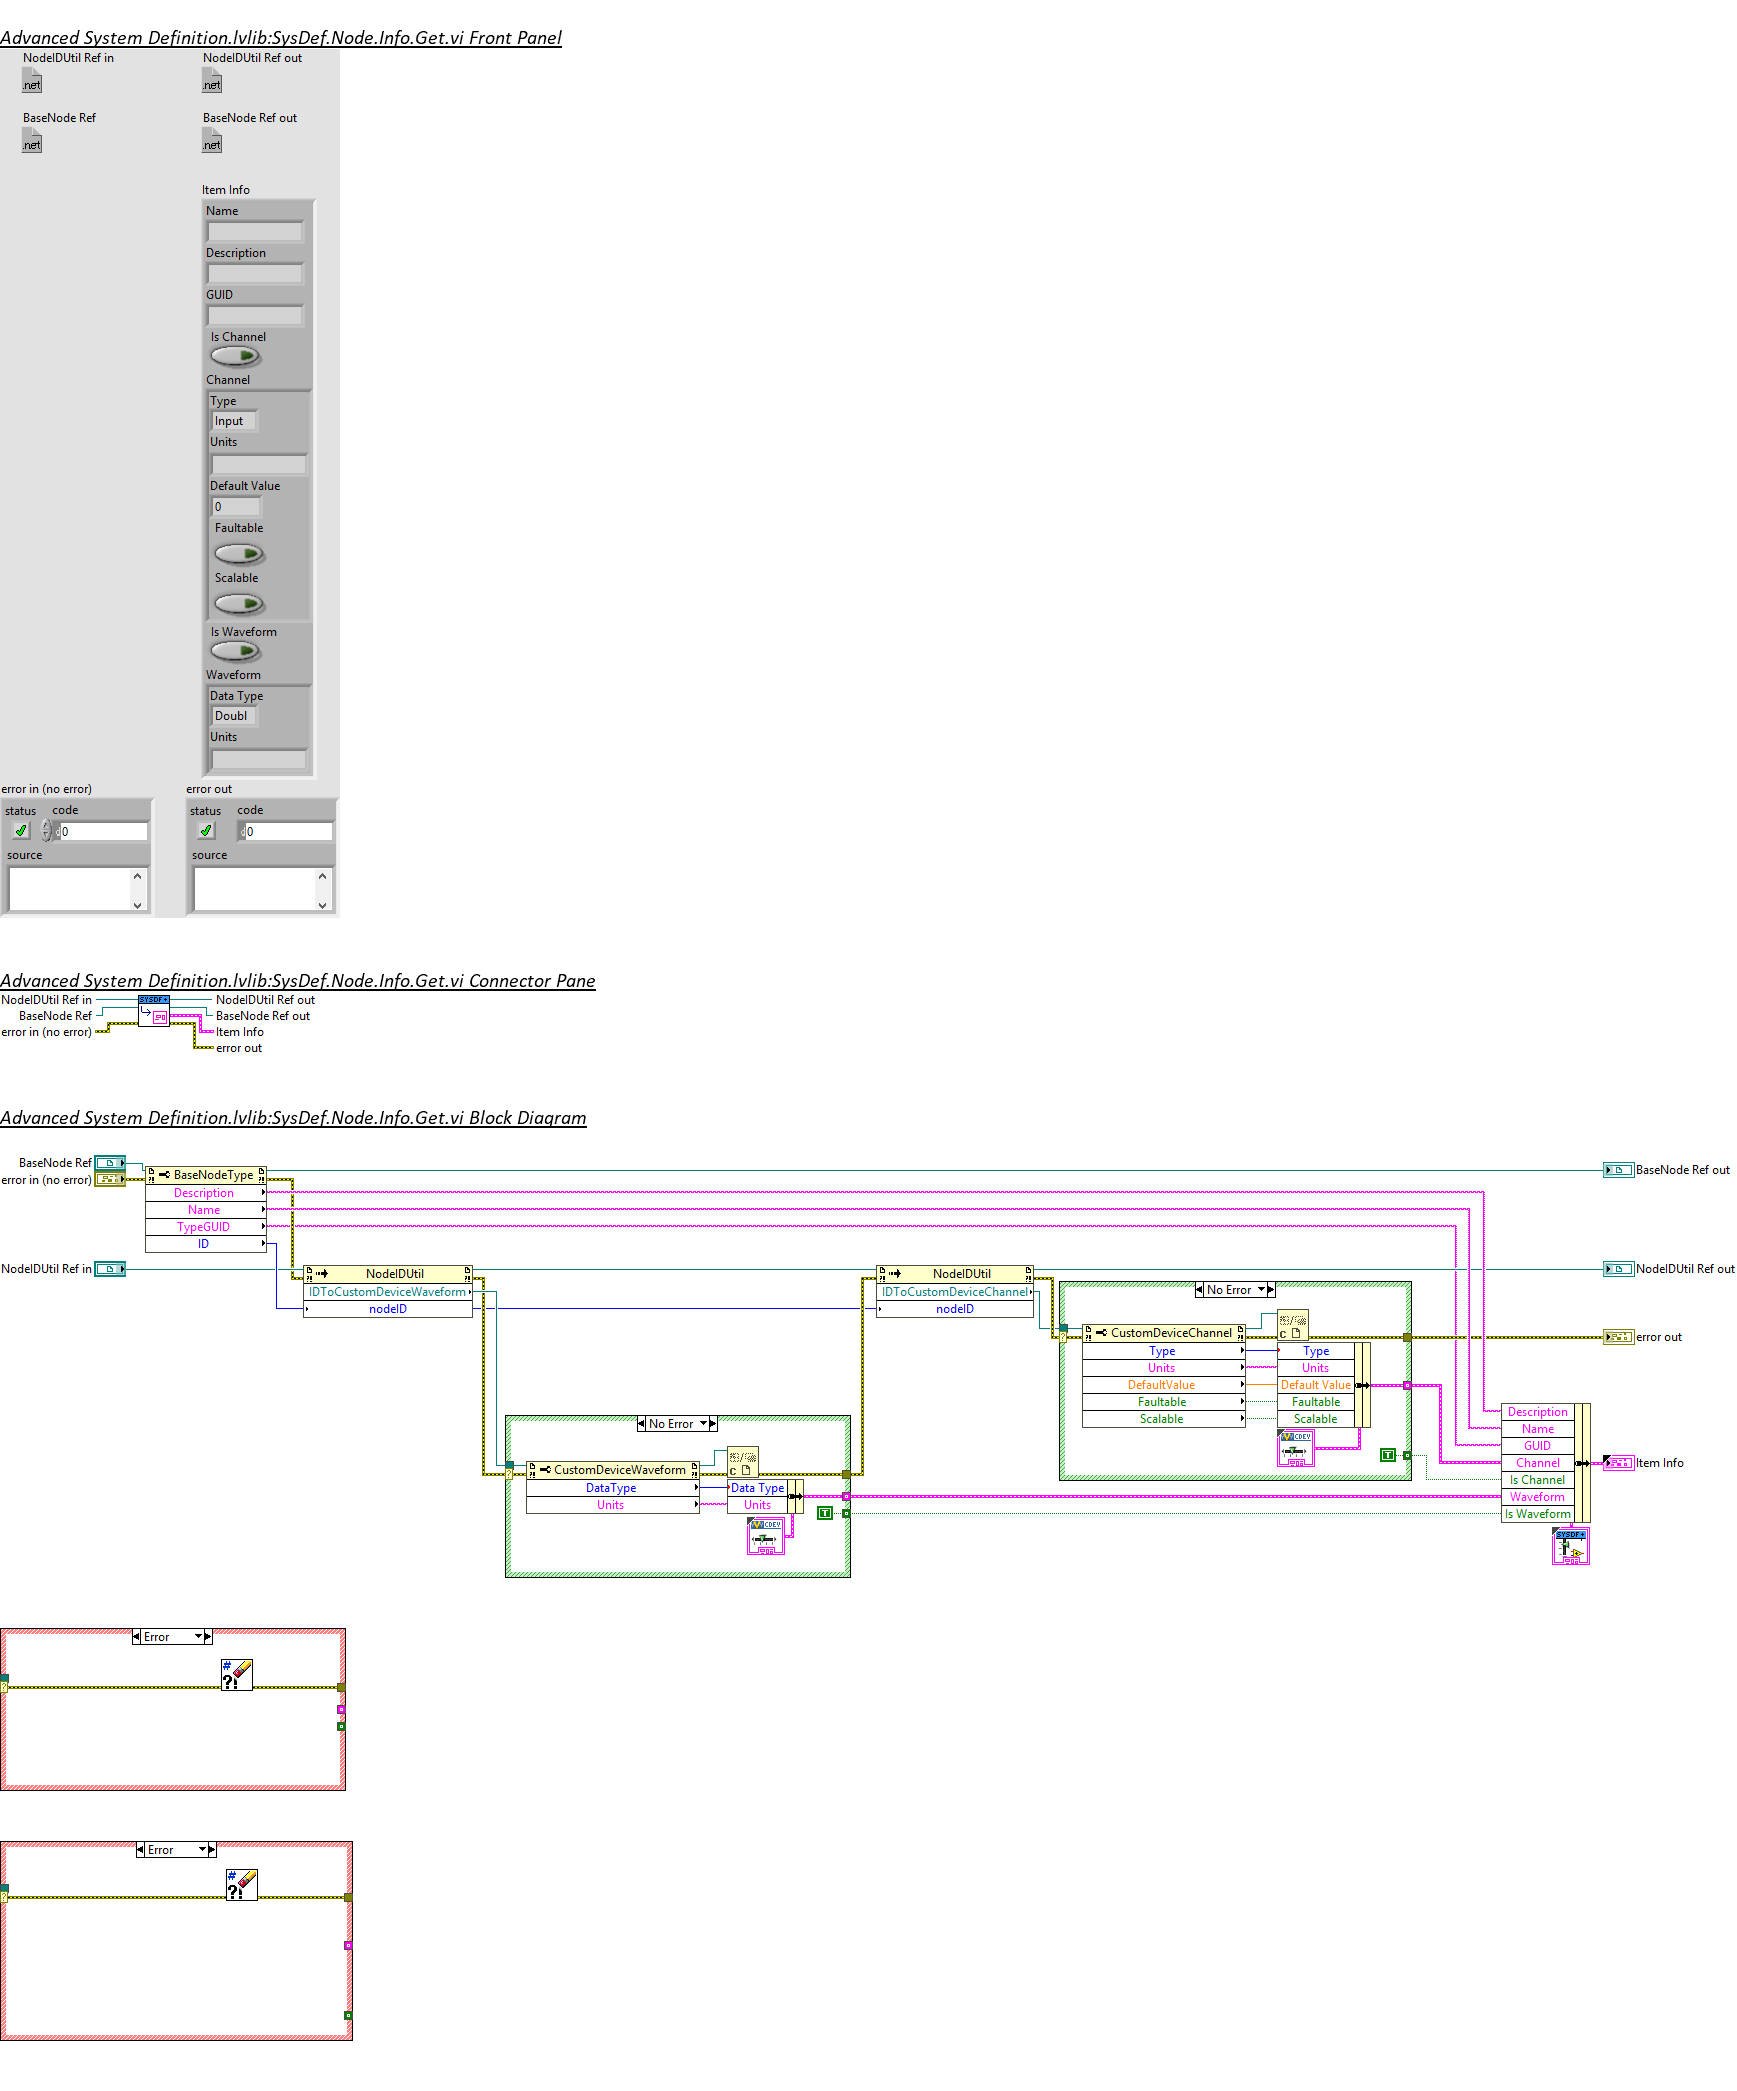 Advanced System Definition.lvlib:SysDef.Node.Info.Get.vi Front Panel
NodeIDUtil Ref in
NodeIDUtil Ref out
.net
.net
BaseNode Ref
BaseNode Ref out
.net
.net
Item Info
Name
Description
GUID
Is Channel
Channel
Type
Input
Units
Default Value
0
Faultable
Scalable
Is Waveform
Waveform
Data Type
Doubl
Units
error in (no error)
error out
status code
status code
0
0
source
source
Advanced System Definition.lvlib:SysDef.Node.Info.Get.vi Connector Pane
NodeIDUtil Ref in
SYSDF+
NodeIDUtil Ref out
BaseNode Ref
BaseNode Ref out
error in (no error)
Item Info
error out
Advanced System Definition.lvlib:SysDef.Node.Info.Get.vi Block Diagram
BaseNode Ref
error in (no error)
BaseNodeType
Description
Name
TypeGUID
ID
BaseNode Ref out
NodeIDUtil Ref in
NodeIDUtil
IDToCustomDeviceWaveform
nodeID
NodeIDUtil
IDToCustomDeviceChannel
nodeID
NodeIDUtil Ref out
No Error
CustomDeviceChannel
Type
Units
DefaultValue
Faultable
Scalable
C
Type
Units
Default Value
Faultable
Scalable
CDEV
T
error out
No Error
CustomDeviceWaveform
DataType
Units
C
Data Type
Units
CDEV
T
Description
Name
GUID
Channel
Is Channel
Waveform
Is Waveform
Item Info
SYSDF+
Error
#
?!
?
Error
#
?!
?